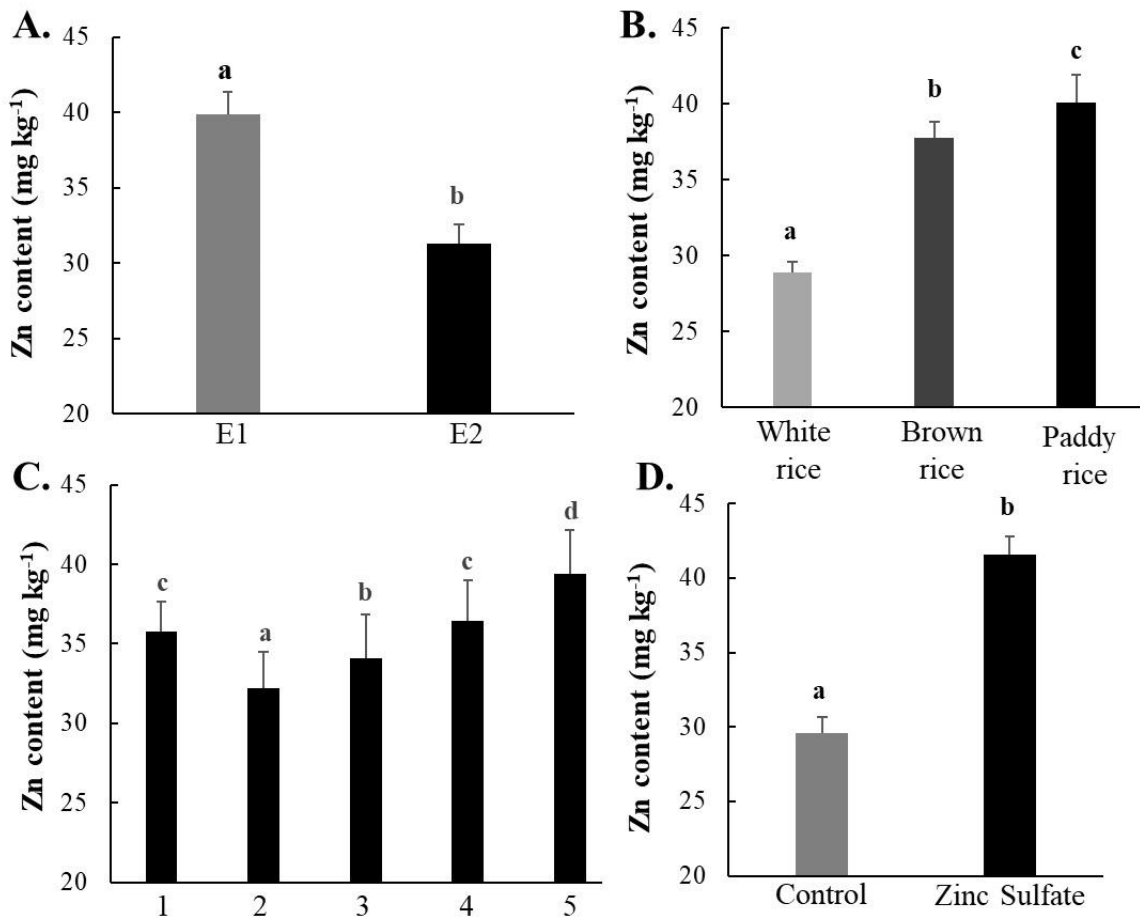 A.
Zn content (mg kg⁻¹)
45
40
35
30
25
20
a
b
E1
E2
B.
Zn content (mg kg⁻¹)
45
40
35
30
25
20
a
b
c
White
rice
Brown
rice
Paddy
rice
C.
Zn content (mg kg⁻¹)
45
40
35
30
25
20
c
a
b
c
d
1
2
3
4
5
D.
Zn content (mg kg⁻¹)
45
40
35
30
25
20
a
b
Control
Zinc Sulfate